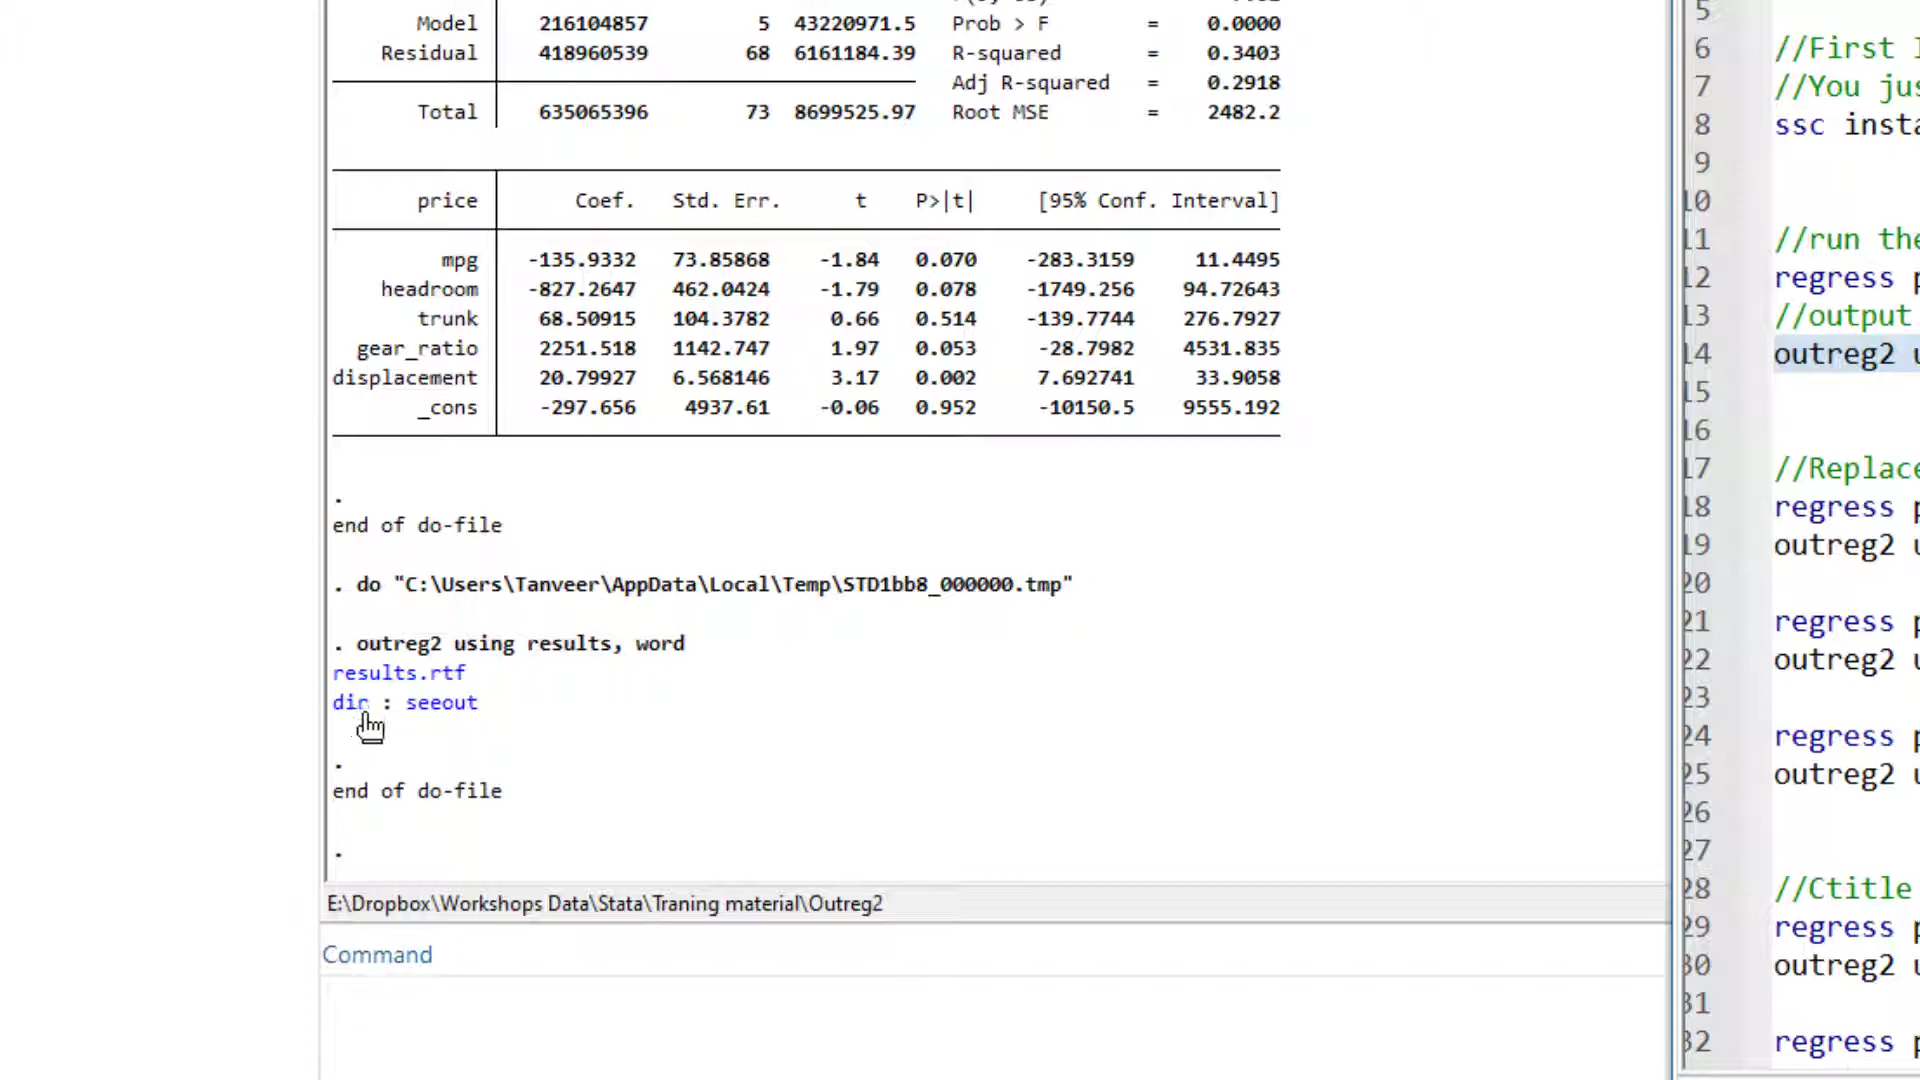 Model 216104857 5 43220971.5 Prob > F = 0.0000
Residual 418960539 68 6161184.39 R-squared = 0.3403
Adj R-squared = 0.2918
Total 635065396 73 8699525.97 Root MSE = 2482.2
price Coef. Std. Err. t P>|t| [95% Conf. Interval]
mpg -135.9332 73.85868 -1.84 0.070 -283.3159 11.4495
headroom -827.2647 462.0424 -1.79 0.078 -1749.256 94.72643
trunk 68.50915 104.3782 0.66 0.514 -139.7744 276.7927
gear_ratio 2251.518 1142.747 1.97 0.053 -28.7982 4531.835
displacement 20.79927 6.568146 3.17 0.002 7.692741 33.9058
_cons -297.656 4937.61 -0.06 0.952 -10150.5 9555.192
.
end of do-file
. do "C:\Users\Tanveer\AppData\Local\Temp\STD1bb8_000000.tmp"
. outreg2 using results, word
results.rtf
dir : seeout
.
end of do-file
.
E:\Dropbox\Workshops Data\Stata\Traning material\Outreg2
Command
5
6 //First
7 //You
8 ssc
9
10
11 //run
12 regress
13 //output
14 outreg2
15
16
17 //Replace
18 regress
19 outreg2
20
21 regress
22 outreg2
23
24 regress
25 outreg2
26
27
28 //Ctitle
29 regress
30 outreg2
31
32 regress